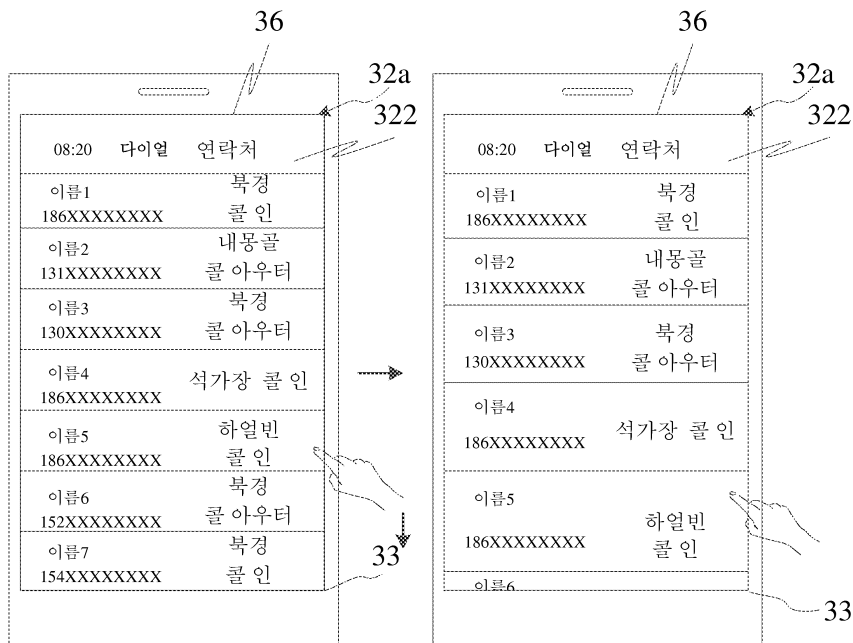 36
32a
322
08:20 다이얼 연락처
이름1 북경
186XXXXXXXX 콜 인
이름2 내몽골
131XXXXXXXX 콜 아우터
이름3 북경
130XXXXXXXX 콜 아우터
이름4
186XXXXXXXX 석가장 콜 인
이름5 하얼빈
186XXXXXXXX 콜 인
이름6 북경
152XXXXXXXX 콜 아우터
이름7 북경
154XXXXXXXX 콜 인
33
36
32a
322
08:20 다이얼 연락처
이름1 북경
186XXXXXXXX 콜 인
이름2 내몽골
131XXXXXXXX 콜 아우터
이름3 북경
130XXXXXXXX 콜 아우터
이름4
186XXXXXXXX 석가장 콜 인
이름5
하얼빈
186XXXXXXXX 콜 인
이름6
33